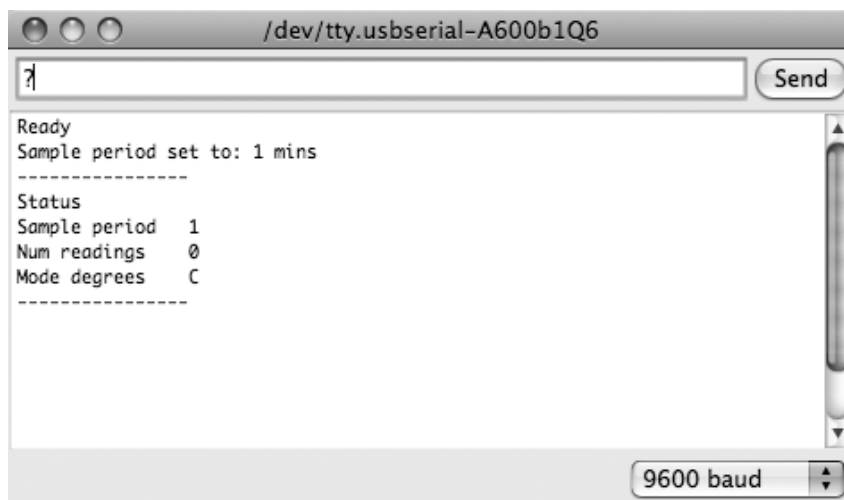 /dev/tty.usbserial-A600b1Q6
?
Send
Ready
Sample period set to: 1 mins
----------------
Status
Sample period   1
Num readings    0
Mode degrees    C
----------------
9600 baud